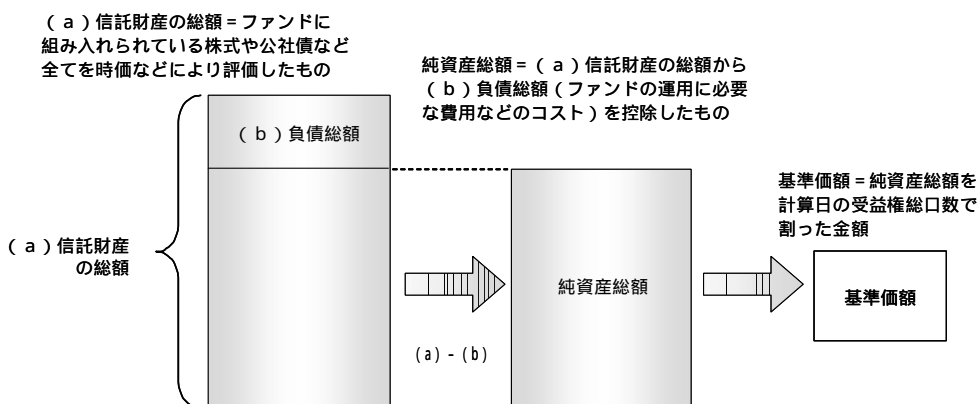 (a)信託財産の総額=ファンドに
組み入れられている株式や公社債など
全てを時価などにより評価したもの
純資産総額=(a)信託財産の総額から
(b)負債総額(ファンドの運用に必要
な費用などのコスト)を控除したもの
(b)負債総額
基準価額=純資産総額を
計算日の受益権総口数で
割った金額
(a)信託財産
の総額
純資産総額
基準価額
(a)-(b)